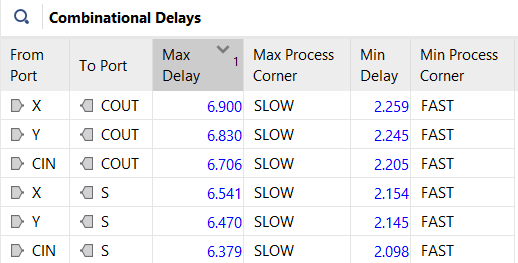 Combinational Delays
From Port To Port Max Delay 1 Max Process Corner Min Delay Min Process Corner
X COUT 6.900 SLOW 2.259 FAST
Y COUT 6.830 SLOW 2.245 FAST
CIN COUT 6.706 SLOW 2.205 FAST
X S 6.541 SLOW 2.154 FAST
Y S 6.470 SLOW 2.145 FAST
CIN S 6.379 SLOW 2.098 FAST